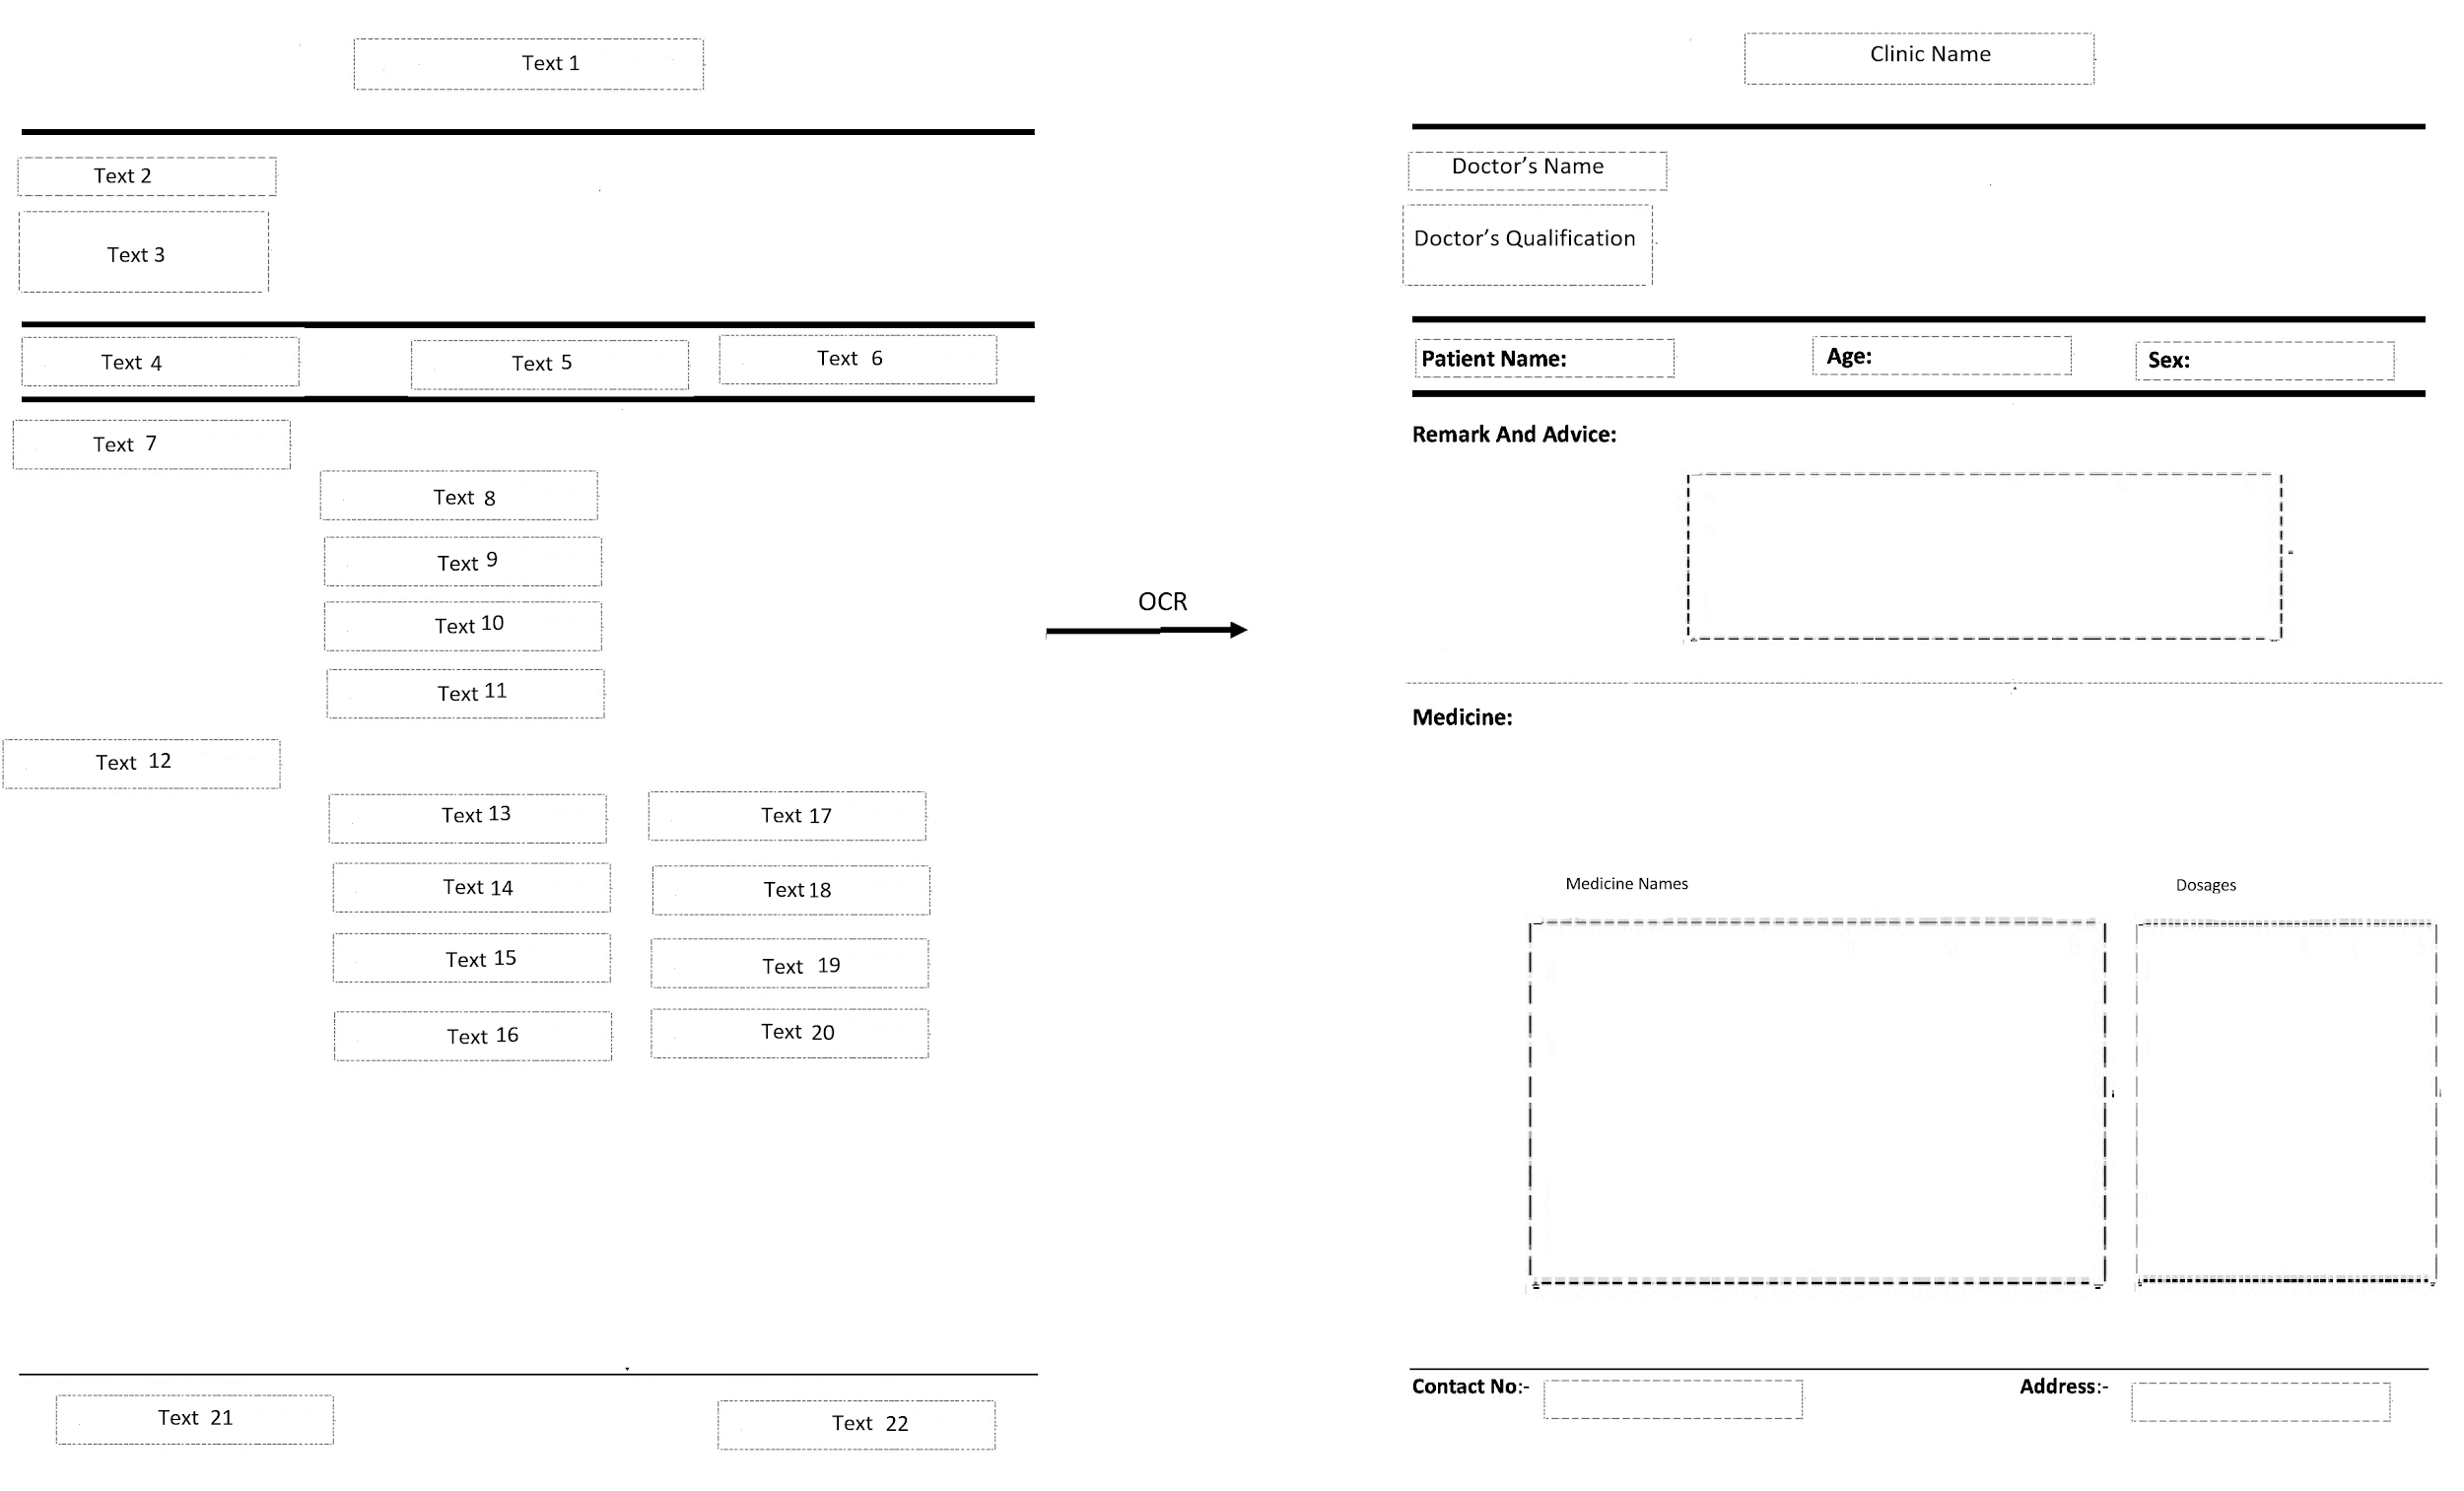 Text 1
Text 2
Text 3
Text 4
Text 5
Text 6
Text 7
Text 8
Text 9
Text 10
Text 11
Text 12
Text 13
Text 17
Text 14
Text 18
Text 15
Text 19
Text 16
Text 20
Text 21
Text 22
OCR
Clinic Name
Doctor’s Name
Doctor’s Qualification
Patient Name:
Age:
Sex:
Remark And Advice:
Medicine:
Medicine Names
Dosages
Contact No:-
Address:-